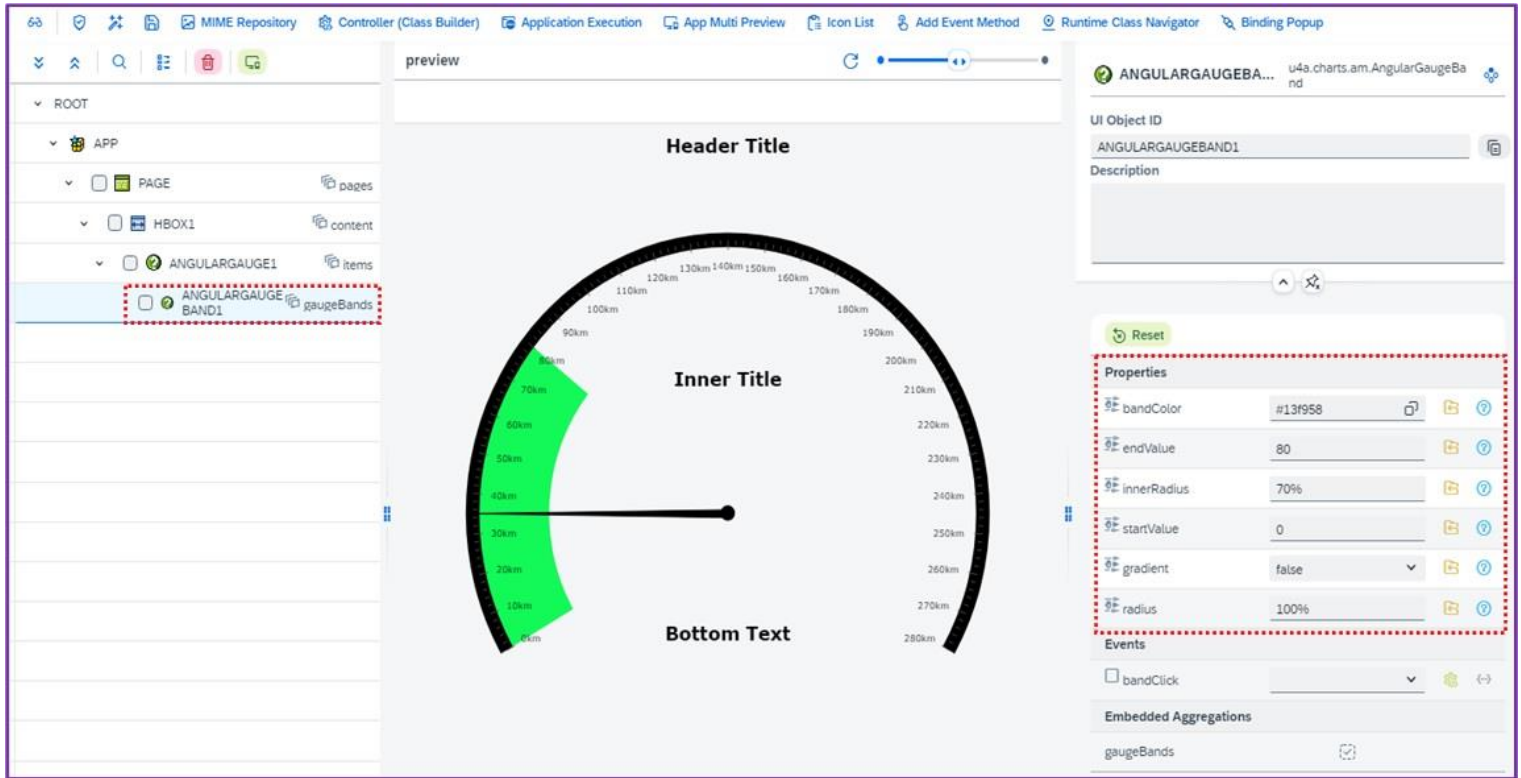 MIME Repository Controller (Class Builder) Application Execution App Multi Preview Icon List Add Event Method Runtime Class Navigator Binding Popup
ROOT
APP
PAGE pages
HBOX1 content
ANGULARGAUGE1 items
ANGULARGAUGE
BAND1 gaugeBands
preview
Header Title
Inner Title
Bottom Text
0km
10km
20km
30km
40km
50km
60km
70km
80km
90km
100km
110km
120km
130km
140km
150km
160km
170km
180km
190km
200km
210km
220km
230km
240km
250km
260km
270km
280km
ANGULARGAUGEBA... u4a.charts.am.AngularGaugeBa
nd
UI Object ID
ANGULARGAUGEBAND1
Description
Reset
Properties
bandColor #13f958
endValue 80
innerRadius 70%
startValue 0
gradient false
radius 100%
Events
bandClick
Embedded Aggregations
gaugeBands